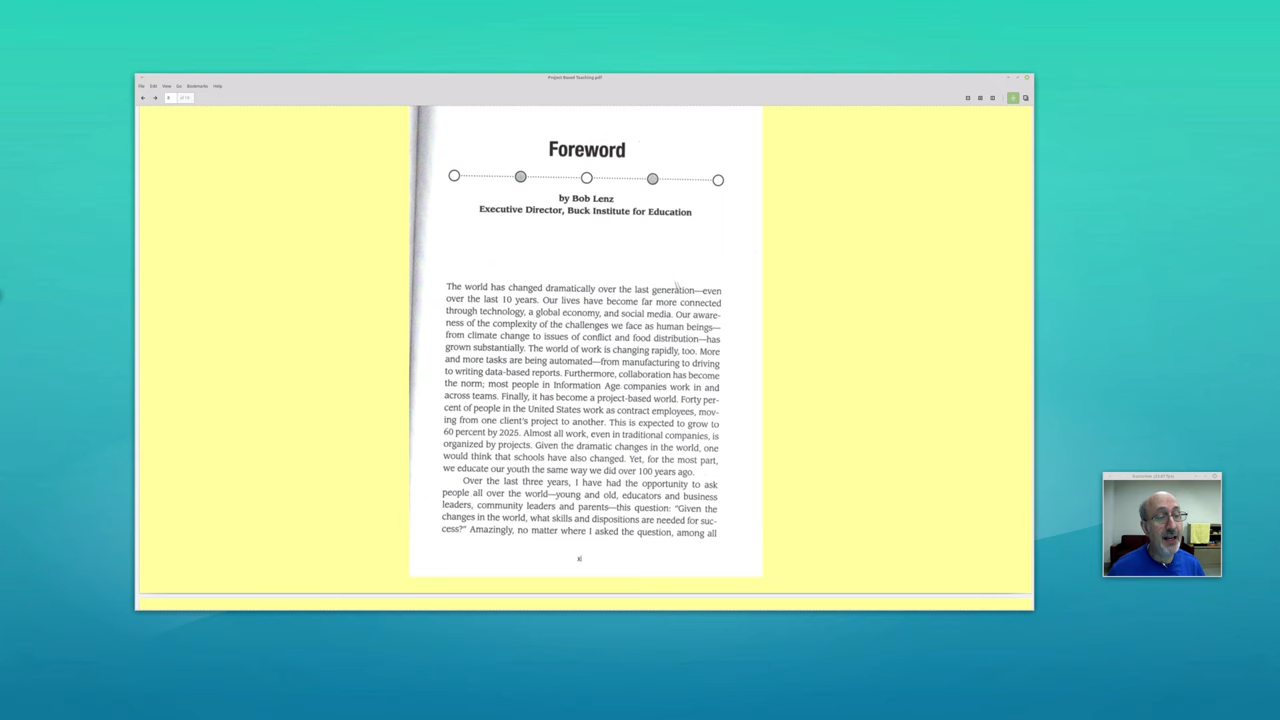 Project Based Teaching.pdf
File Edit View Go Bookmarks Help
Foreword
by Bob Lenz
Executive Director, Buck Institute for Education
The world has changed dramatically over the last generation—even
over the last 10 years. Our lives have become far more connected
through technology, a global economy, and social media. Our aware-
ness of the complexity of the challenges we face as human beings—
from climate change to issues of conflict and food distribution—has
grown substantially. The world of work is changing rapidly, too. More
and more tasks are being automated—from manufacturing to driving
to writing data-based reports. Furthermore, collaboration has become
the norm; most people in Information Age companies work in and
across teams. Finally, it has become a project-based world. Forty per-
cent of people in the United States work as contract employees, mov-
ing from one client's project to another. This is expected to grow to
60 percent by 2025. Almost all work, even in traditional companies, is
organized by projects. Given the dramatic changes in the world, one
would think that schools have also changed. Yet, for the most part,
we educate our youth the same way we did over 100 years ago.
Over the last three years, I have had the opportunity to ask
people all over the world—young and old, educators and business
leaders, community leaders and parents—this question: "Given the
changes in the world, what skills and dispositions are needed for suc-
cess?" Amazingly, no matter where I asked the question, among all
xi